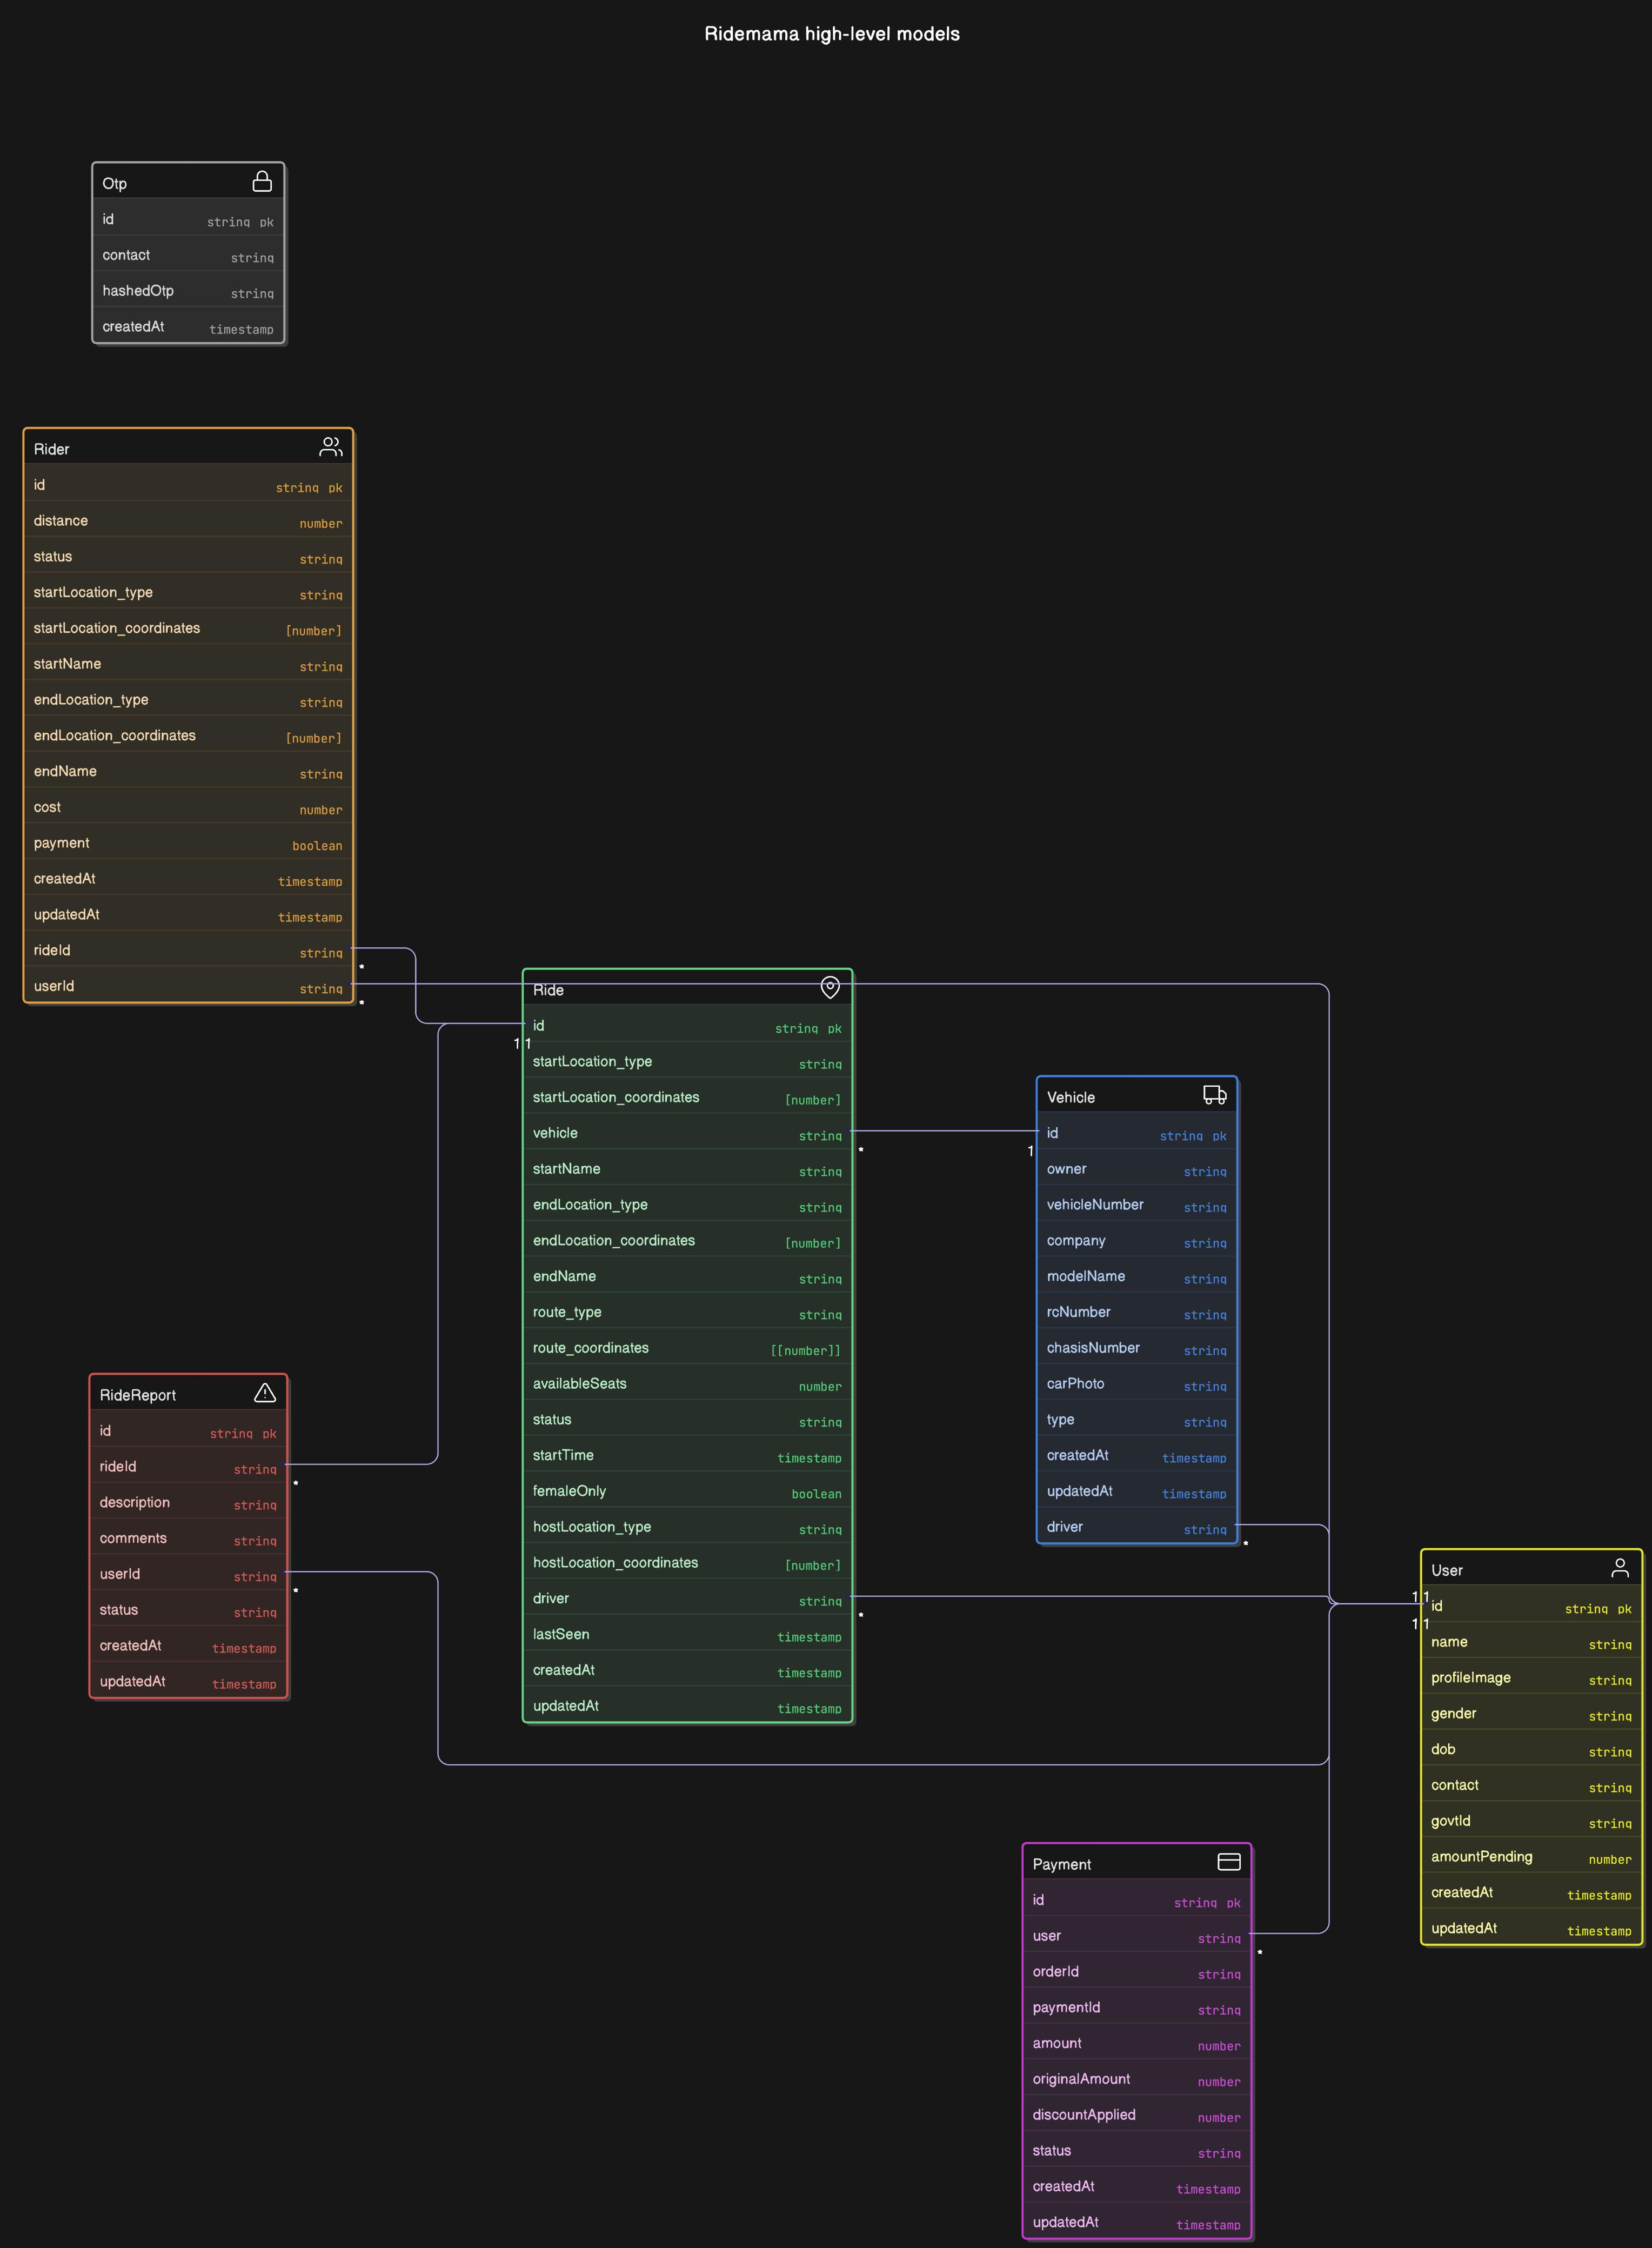 Ridemama high-level models
Otp
id string pk
contact string
hashedOtp string
createdAt timestamp
Rider
id string pk
distance number
status string
startLocation_type string
startLocation_coordinates [number]
startName string
endLocation_type string
endLocation_coordinates [number]
endName string
cost number
payment boolean
createdAt timestamp
updatedAt timestamp
rideId string
*
userId string
*
Ride
id string pk
1 1
startLocation_type string
startLocation_coordinates [number]
vehicle string
*
startName string
endLocation_type string
endLocation_coordinates [number]
endName string
route_type string
route_coordinates [[number]]
availableSeats number
status string
startTime timestamp
femaleOnly boolean
hostLocation_type string
hostLocation_coordinates [number]
driver string
*
lastSeen timestamp
createdAt timestamp
updatedAt timestamp
Vehicle
id string pk
1
owner string
vehicleNumber string
company string
modelName string
rcNumber string
chasisNumber string
carPhoto string
type string
createdAt timestamp
updatedAt timestamp
driver string
*
RideReport
id string pk
rideId string
*
description string
comments string
userId string
*
status string
createdAt timestamp
updatedAt timestamp
User
1 1
id string pk
1 1
name string
profileImage string
gender string
dob string
contact string
govtId string
amountPending number
createdAt timestamp
updatedAt timestamp
Payment
id string pk
user string
*
orderId string
paymentId string
amount number
originalAmount number
discountApplied number
status string
createdAt timestamp
updatedAt timestamp